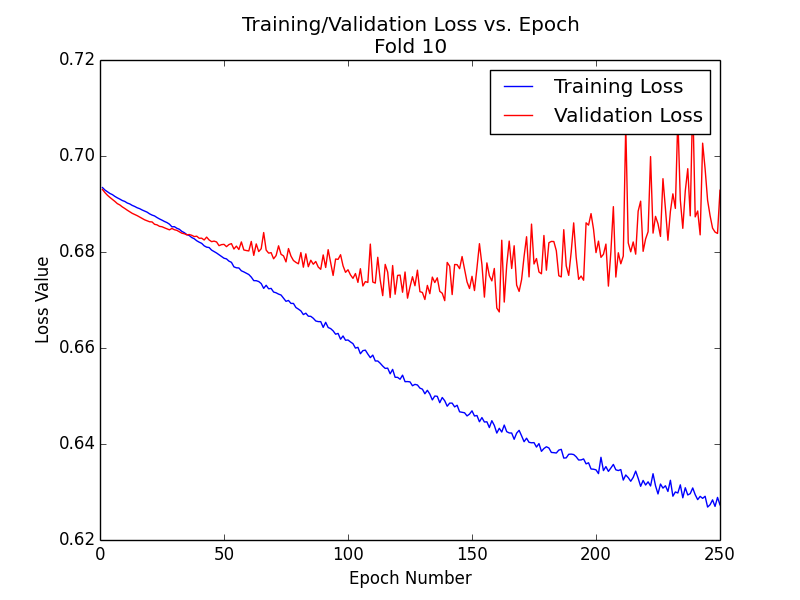 Training/Validation Loss vs. Epoch
Fold 10
Training Loss
Validation Loss
0.72
0.70
0.68
0.66
0.64
0.62
Loss Value
0 50 100 150 200 250
Epoch Number